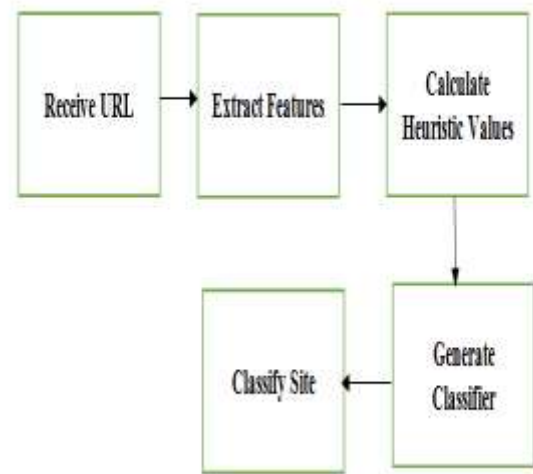 Receive URL
Extract Features
Calculate
Heuristic Values
Generate
Classifier
Classify Site